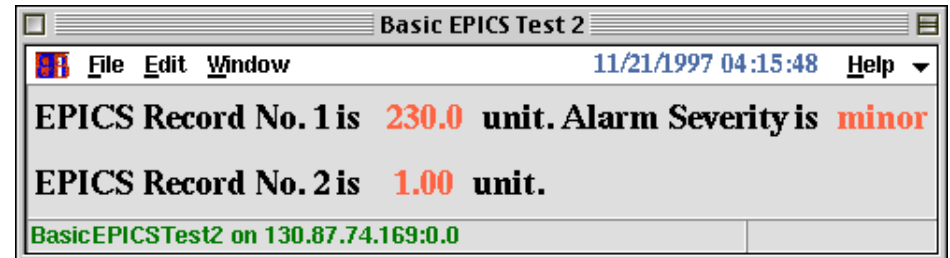 Basic EPICS Test 2
File Edit Window 11/21/1997 04:15:48 Help
EPICS Record No. 1 is 230.0 unit. Alarm Severity is minor
EPICS Record No. 2 is 1.00 unit.
BasicEPICSTest2 on 130.87.74.169:0.0